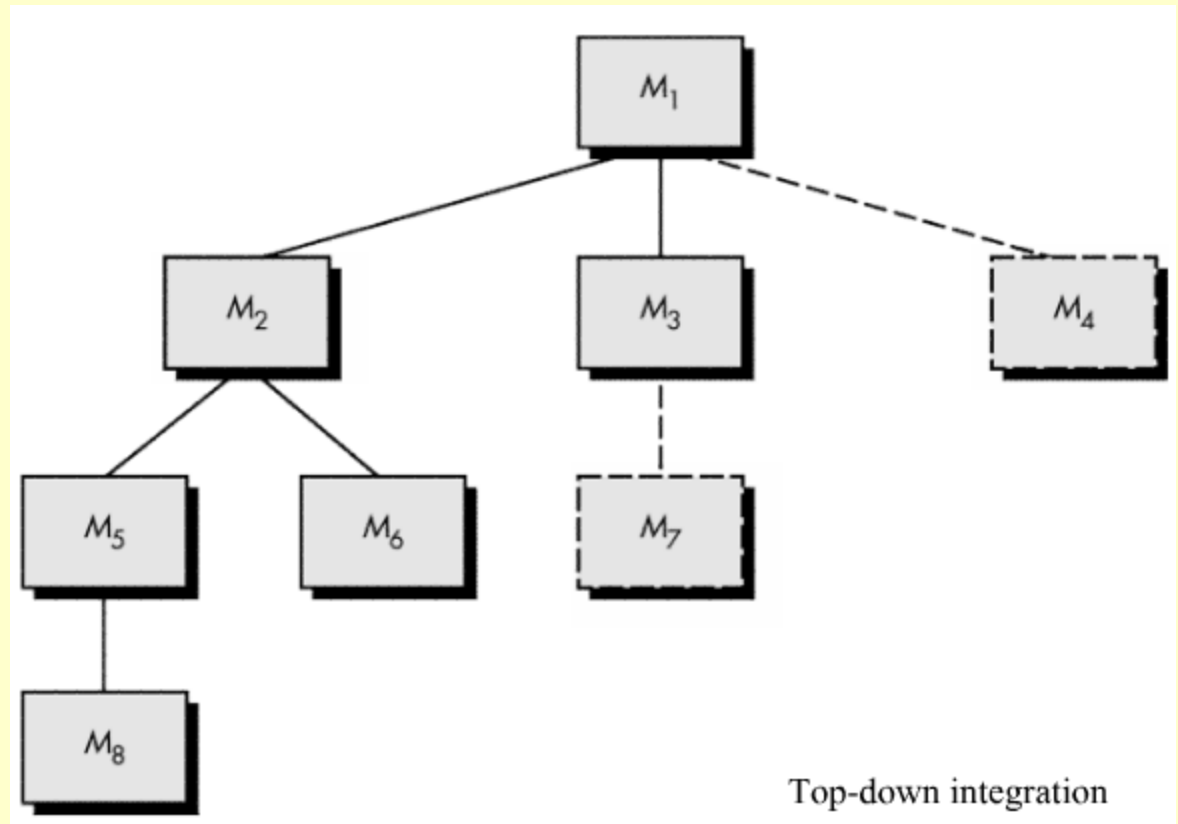 M₁
M₂
M₃
M₄
M₅
M₆
M₇
M₈
Top-down integration